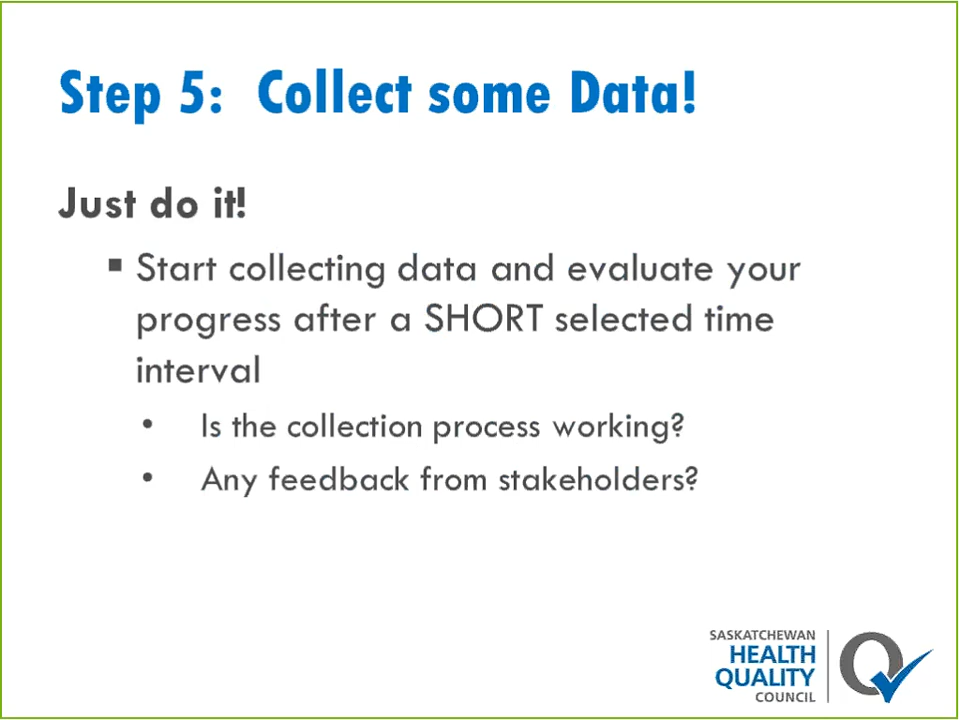 Step 5: Collect some Data!
Just do it!
▪ Start collecting data and evaluate your
progress after a SHORT selected time
interval
• Is the collection process working?
• Any feedback from stakeholders?
SASKATCHEWAN
HEALTH
QUALITY
COUNCIL